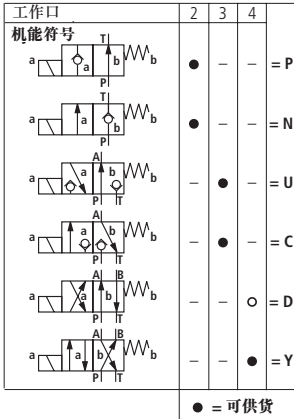 工作口 2 3 4
机能符号
T
a a b b
P
● – – = P
T
a a b b
P
● – – = N
A
a a b b
P T
– ● – = U
A
a a b b
P T
– ● – = C
A B
a a b b
P T
– – ○ = D
A B
a a b b
P T
– – ● = Y
● = 可供货